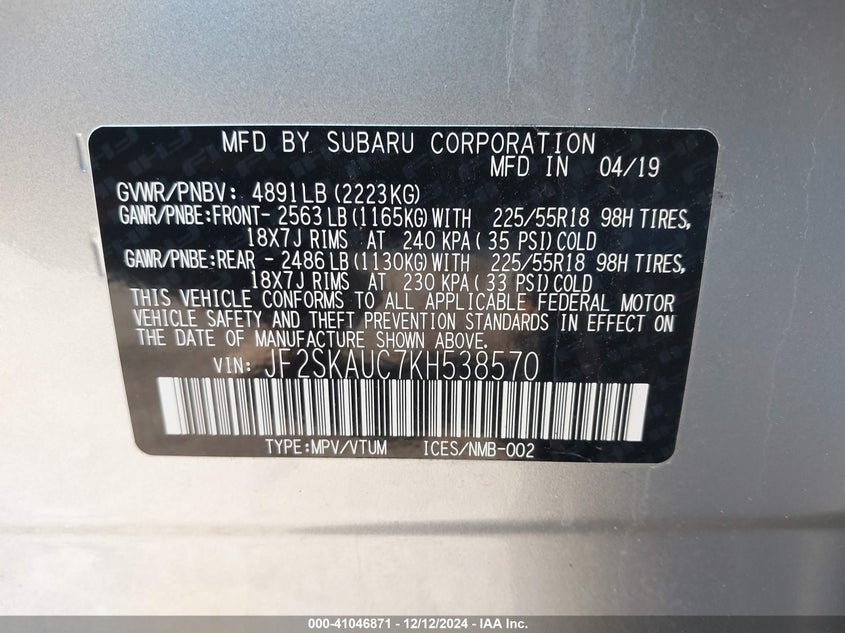 MFD BY SUBARU CORPORATION
MFD IN 04/19
GVWR/PNBV: 4891LB (2223KG)
GAWR/PNBE:FRONT- 2563 LB (1165KG) WITH 225/55R18 98H TIRES,
18X7J RIMS AT 240 KPA ( 35 PSI) COLD
GAWR/PNBE:REAR - 2486 LB (1130KG) WITH 225/55R18 98H TIRES,
18X7J RIMS AT 230 KPA ( 33 PSI) COLD
THIS VEHICLE CONFORMS TO ALL APPLICABLE FEDERAL MOTOR
VEHICLE SAFETY AND THEFT PREVENTION STANDARDS IN EFFECT ON
THE DATE OF MANUFACTURE SHOWN ABOVE.
VIN: JF2SKAUC7KH538570
TYPE:MPV/VTUM ICES/NMB-002
000-41046871 - 12/12/2024 - IAA Inc.